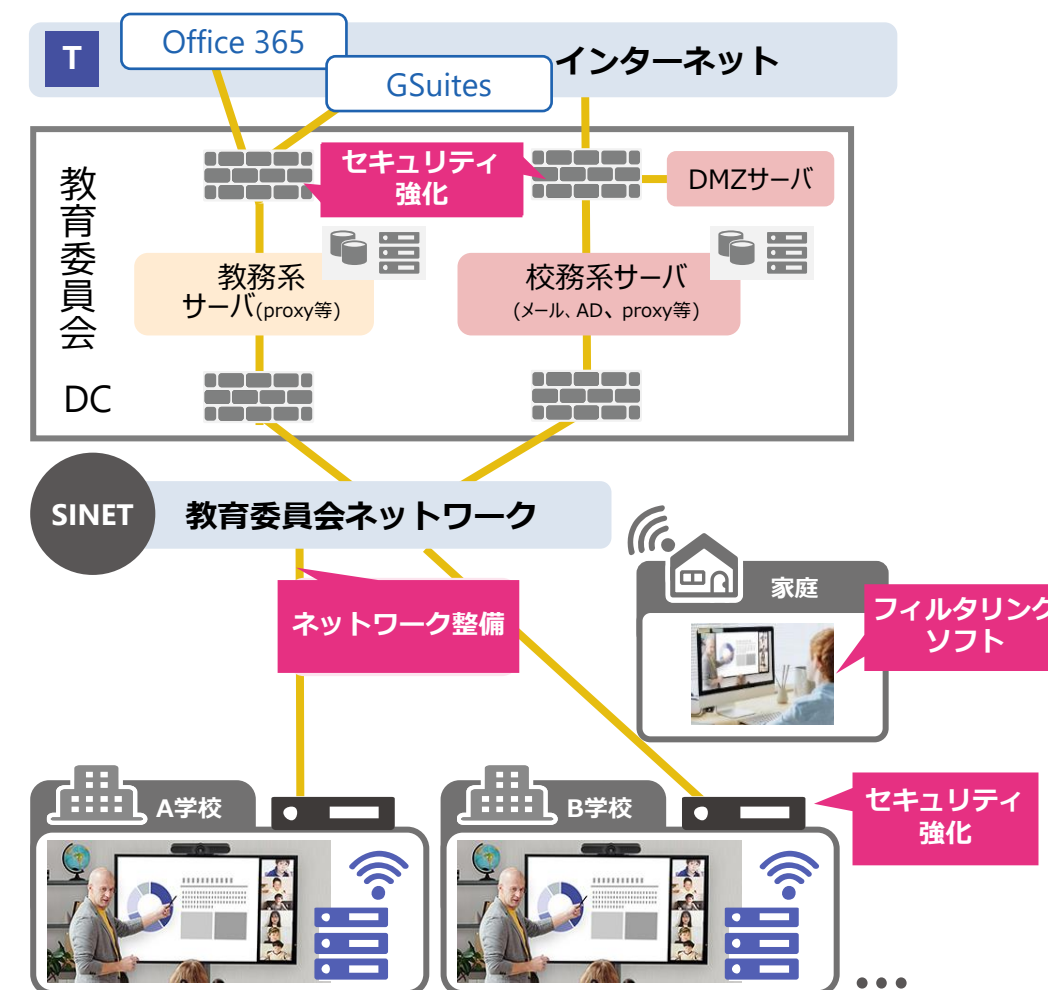 T
Office 365
GSuites
インターネット
教育委員会
DC
セキュリティ
強化
DMZサーバ
教務系
サーバ(proxy等)
校務系サーバ
(メール、AD、proxy等)
SINET
教育委員会ネットワーク
ネットワーク整備
家庭
フィルタリング
ソフト
A学校
B学校
セキュリティ
強化
•••